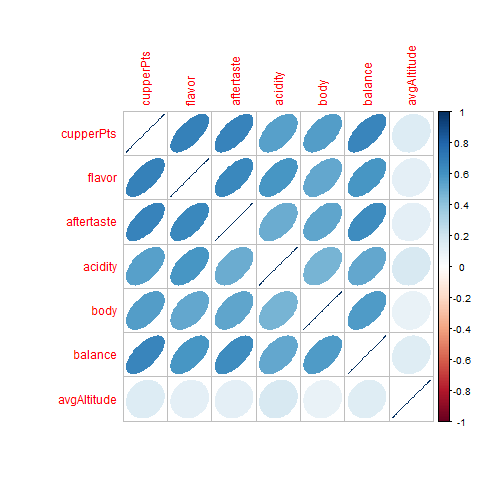 cupperPts
flavor
aftertaste
acidity
body
balance
avgAltitude
cupperPts
flavor
aftertaste
acidity
body
balance
avgAltitude
1
0.8
0.6
0.4
0.2
0
-0.2
-0.4
-0.6
-0.8
-1